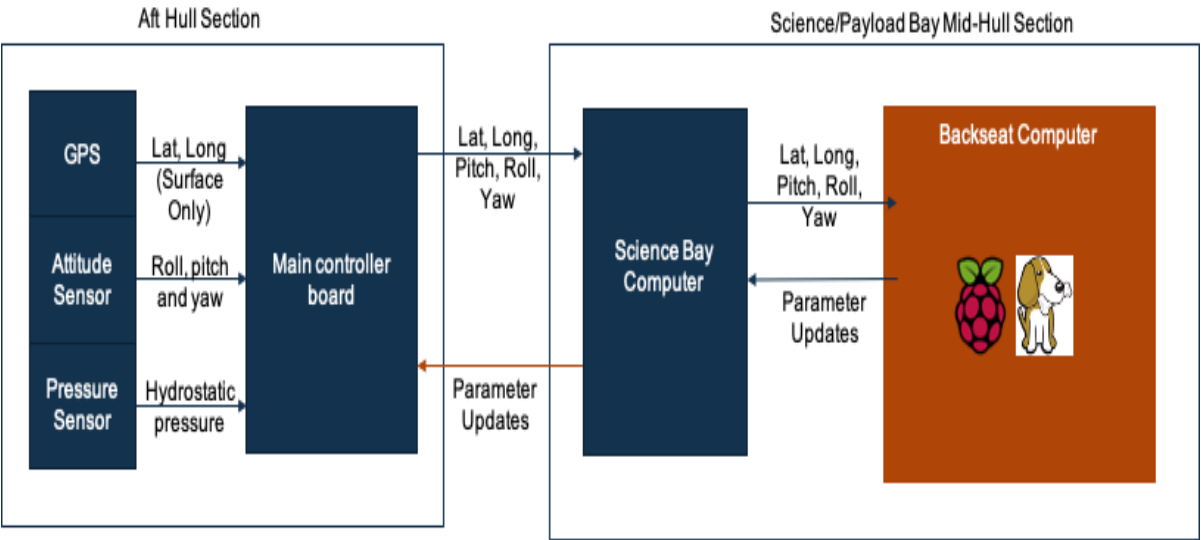 Aft Hull Section
Science/Payload Bay Mid-Hull Section
GPS
Lat, Long
(Surface
Only)
Attitude
Sensor
Roll, pitch
and yaw
Pressure
Sensor
Hydrostatic
pressure
Main controller
board
Lat, Long,
Pitch, Roll,
Yaw
Parameter
Updates
Science Bay
Computer
Lat, Long,
Pitch, Roll,
Yaw
Parameter
Updates
Backseat Computer